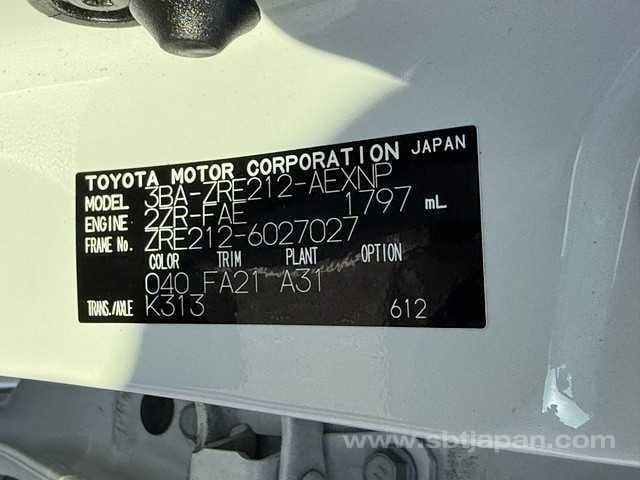 TOYOTA MOTOR CORPORATION JAPAN
MODEL 3BA-ZRE212-AEXNP
ENGINE 2ZR-FAE 1797 mL
FRAME No. ZRE212-6027027
COLOR TRIM PLANT OPTION
040 FA21 A31
TRANS./AXLE K313 612
www.sbtjapan.com